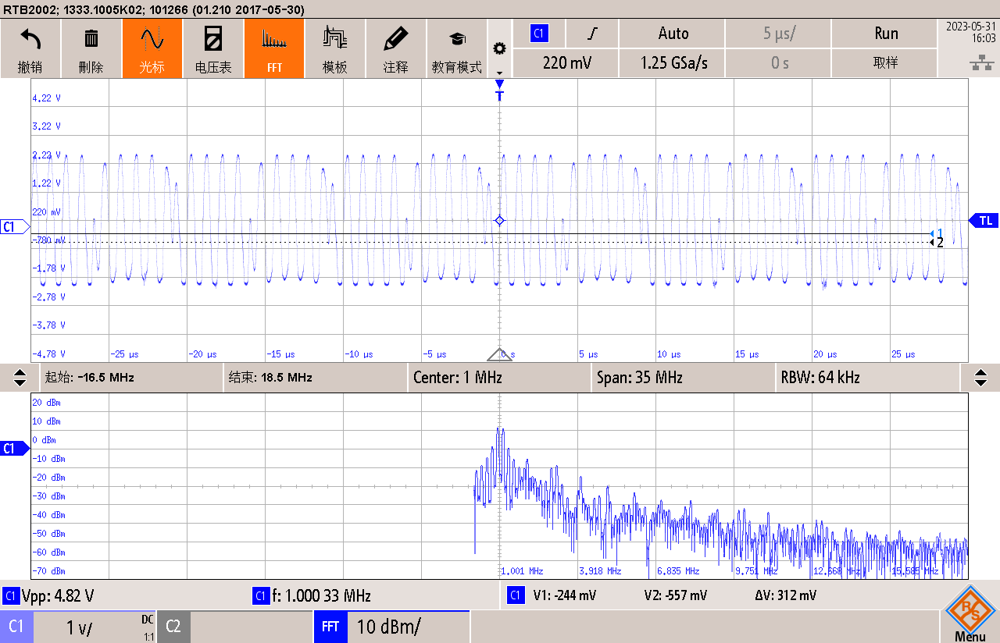 RTB2002; 1333.1005K02; 101266 (01.210 2017-05-30)
撤销 删除 光标 电压表 FFT 模板 注释 教育模式
C1 Auto 5 µs/ Run
220 mV 1.25 GSa/s 0 s 取样
2023-05-31
16:03
T
4.22 V
3.22 V
2.22 V
1.22 V
220 mV
C1
TL
-780 mV
1
2
-1.78 V
-2.78 V
-3.78 V
-4.78 V -25 µs -20 µs -15 µs -10 µs -5 µs 0 s 5 µs 10 µs 15 µs 20 µs 25 µs
起始: -16.5 MHz 结束: 18.5 MHz Center: 1 MHz Span: 35 MHz RBW: 64 kHz
20 dBm
10 dBm
0 dBm
C1
-10 dBm
-20 dBm
-30 dBm
-40 dBm
-50 dBm
-60 dBm
-70 dBm 1.001 MHz 3.918 MHz 6.835 MHz 9.751 MHz 12.668 MHz 15.585 MHz
C1 Vpp: 4.82 V C1 f: 1.000 33 MHz C1 V1: -244 mV V2: -557 mV ΔV: 312 mV
C1 1 V/ DC 1:1 C2 FFT 10 dBm/
R S
Menu